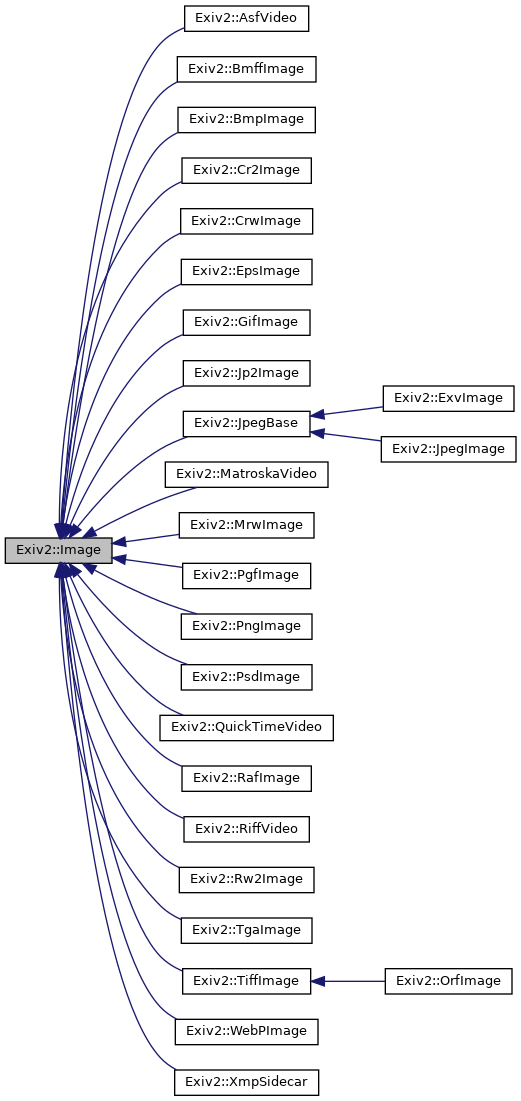 Exiv2::AsfVideo
Exiv2::BmffImage
Exiv2::BmpImage
Exiv2::Cr2Image
Exiv2::CrwImage
Exiv2::EpsImage
Exiv2::GifImage
Exiv2::Jp2Image
Exiv2::ExvImage
Exiv2::JpegBase
Exiv2::JpegImage
Exiv2::MatroskaVideo
Exiv2::MrwImage
Exiv2::Image
Exiv2::PgfImage
Exiv2::PngImage
Exiv2::PsdImage
Exiv2::QuickTimeVideo
Exiv2::RafImage
Exiv2::RiffVideo
Exiv2::Rw2Image
Exiv2::TgaImage
Exiv2::TiffImage
Exiv2::OrfImage
Exiv2::WebPImage
Exiv2::XmpSidecar